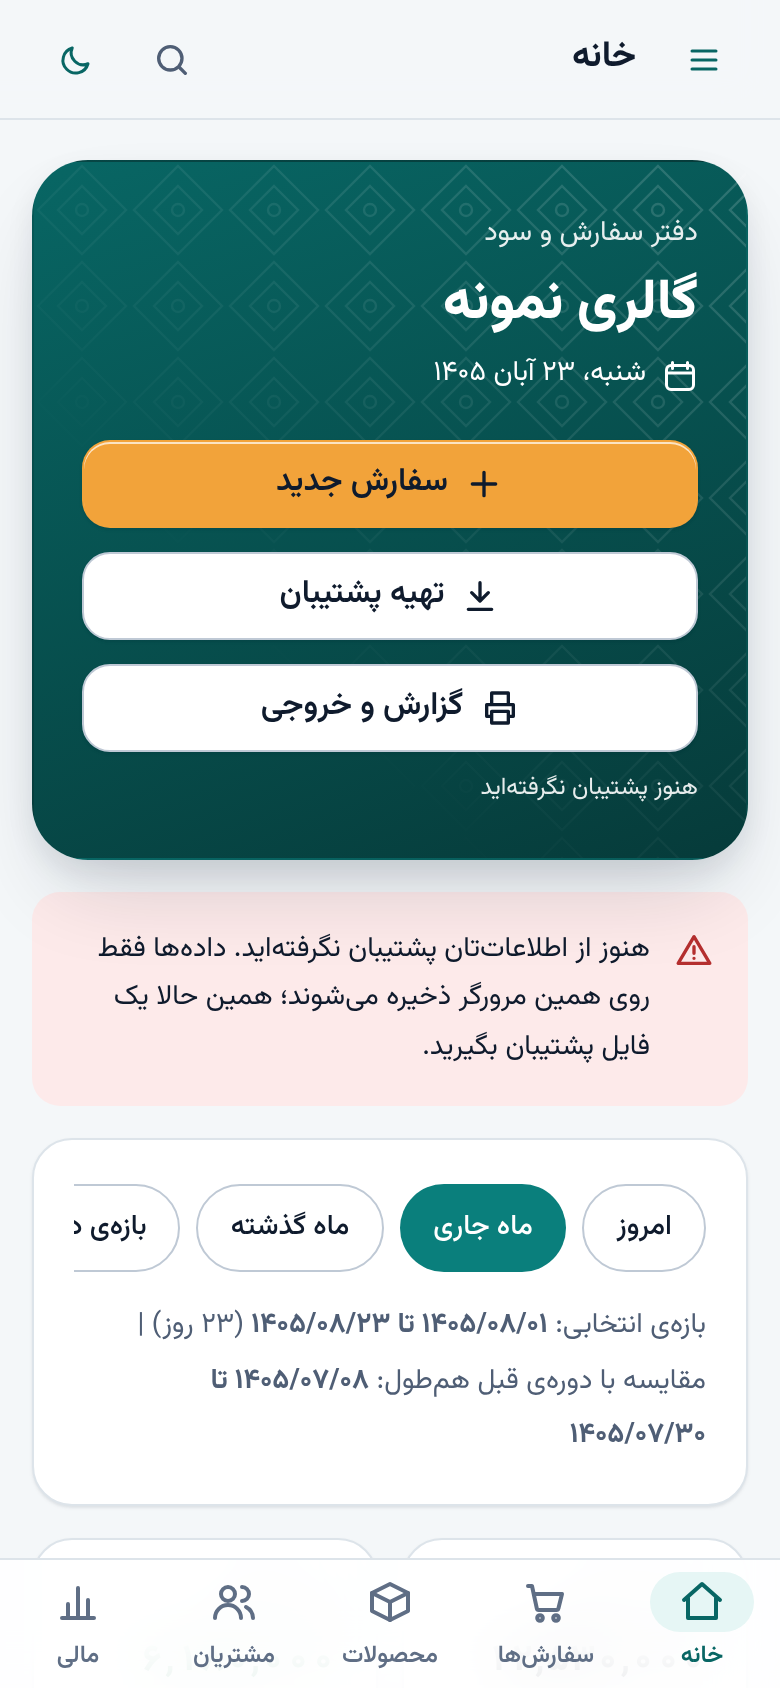 خانه
دفتر سفارش و سود
گالری نمونه
شنبه، ۲۳ آبان ۱۴۰۵
سفارش جدید
تهیه پشتیبان
گزارش و خروجی
هنوز پشتیبان نگرفته‌اید
هنوز از اطلاعات‌تان پشتیبان نگرفته‌اید. داده‌ها فقط
روی همین مرورگر ذخیره می‌شوند؛ همین حالا یک
فایل پشتیبان بگیرید.
امروز
ماه جاری
ماه گذشته
بازه‌ی
بازه‌ی انتخابی: ۱۴۰۵/۰۸/۰۱ تا ۱۴۰۵/۰۸/۲۳ (۲۳ روز) |
مقایسه با دوره‌ی قبل هم‌طول: ۱۴۰۵/۰۷/۰۸ تا
۱۴۰۵/۰۷/۳۰
خانه
سفارش‌ها
محصولات
مشتریان
مالی